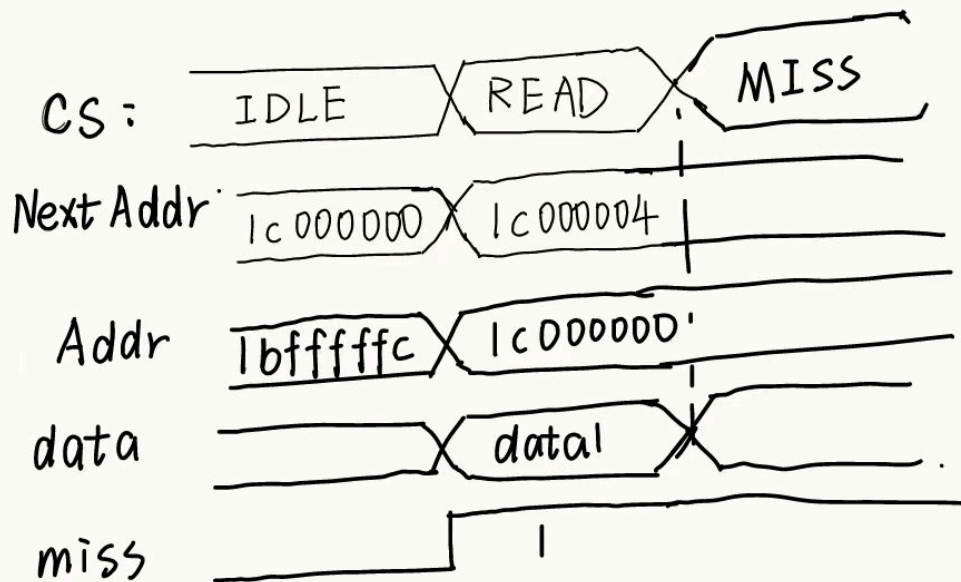 CS: IDLE READ MISS
Next Addr 1c000000 1c000004
Addr 1bfffffc 1c000000
data data1
miss 1